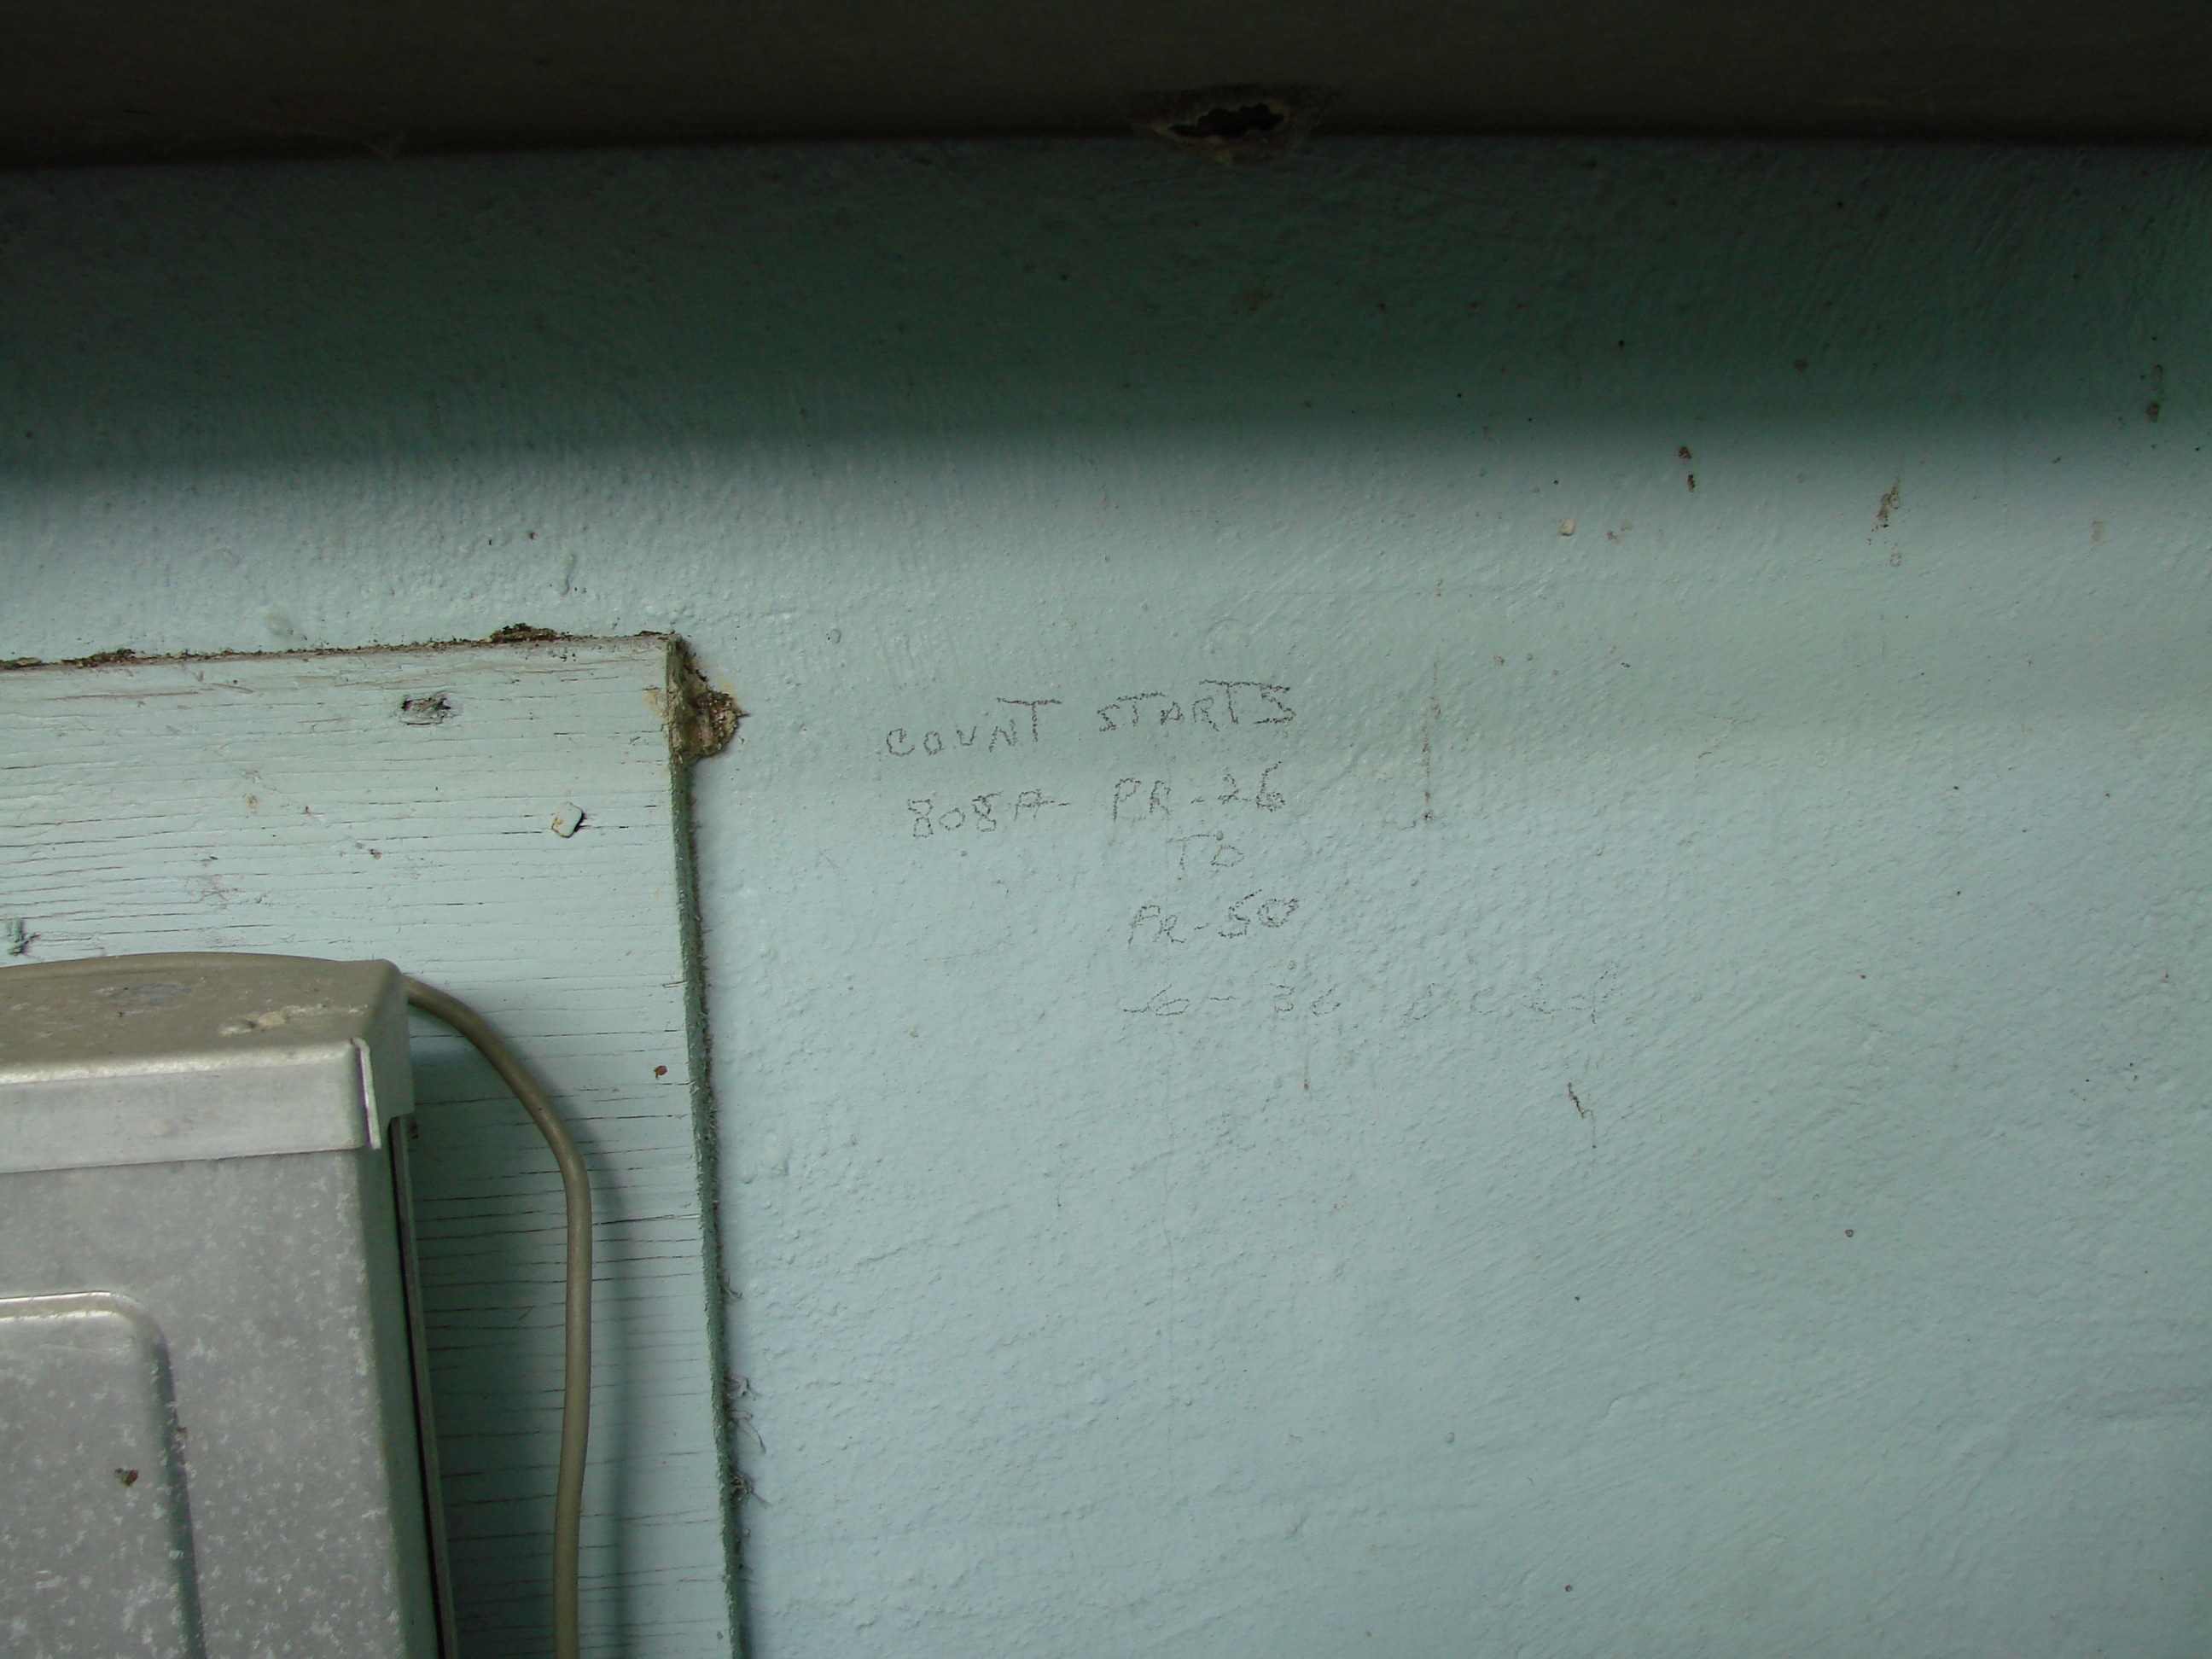 COUNT STARTS
808A- PR-26
TO
PR-50